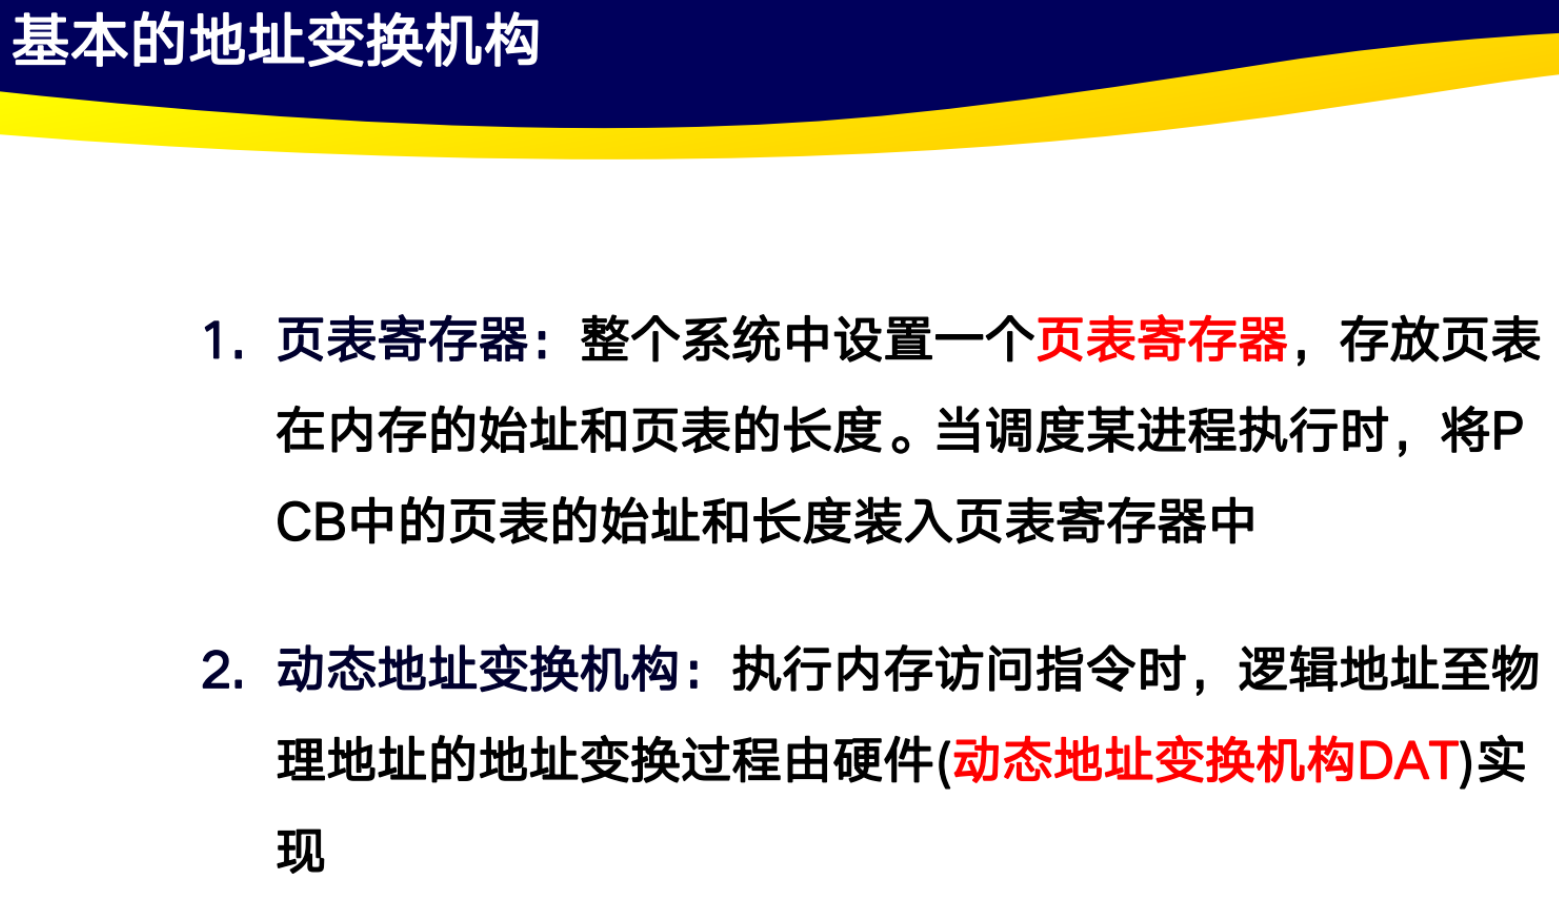 基本的地址变换机构
1. 页表寄存器：整个系统中设置一个页表寄存器，存放页表
在内存的始址和页表的长度。当调度某进程执行时，将P
CB中的页表的始址和长度装入页表寄存器中
2. 动态地址变换机构：执行内存访问指令时，逻辑地址至物
理地址的地址变换过程由硬件(动态地址变换机构DAT)实
现